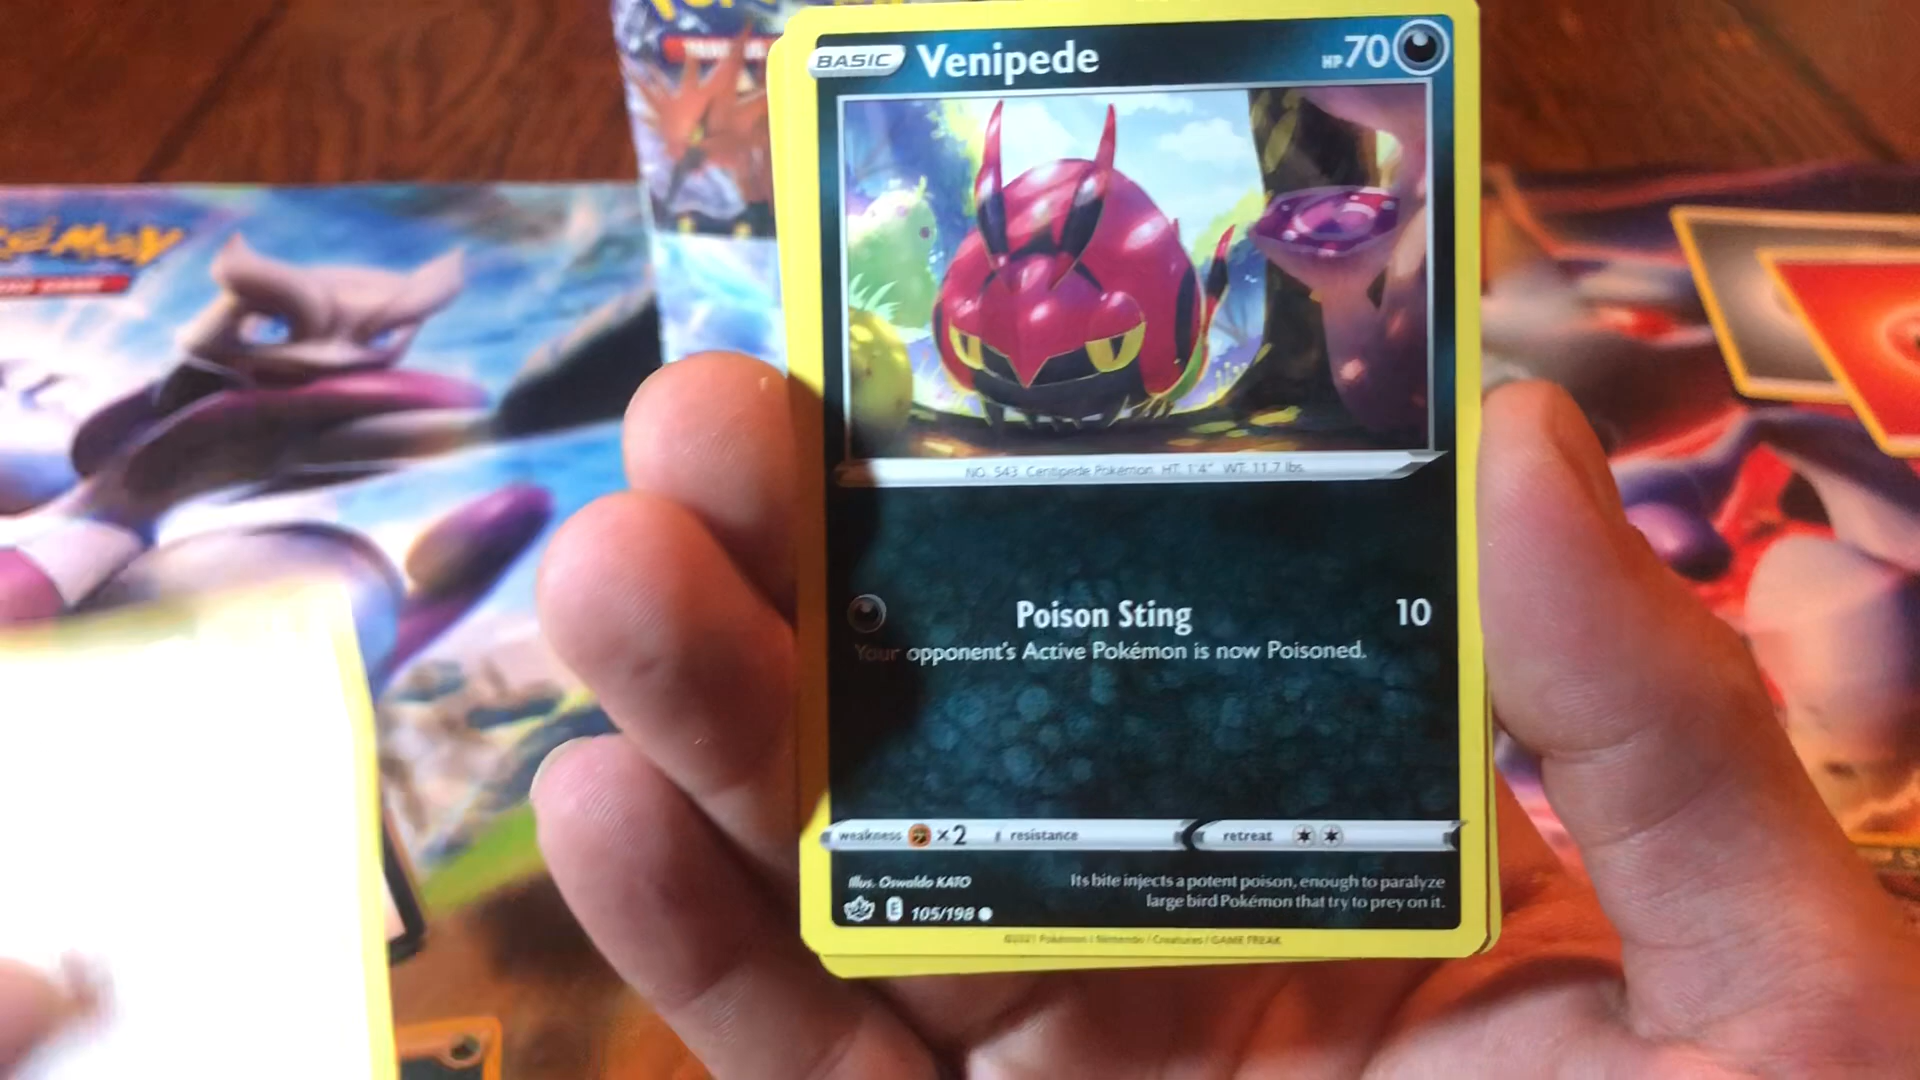 BASIC Venipede HP 70
NO. 543 Centipede Pokémon HT. 1'4" WT. 11.7 lbs.
Poison Sting 10
Your opponent's Active Pokémon is now Poisoned.
weakness ×2 resistance retreat
Illus. Oswaldo KATO
Its bite injects a potent poison, enough to paralyze
large bird Pokémon that try to prey on it.
E 105/198
©2021 Pokémon / Nintendo / Creatures / GAME FREAK